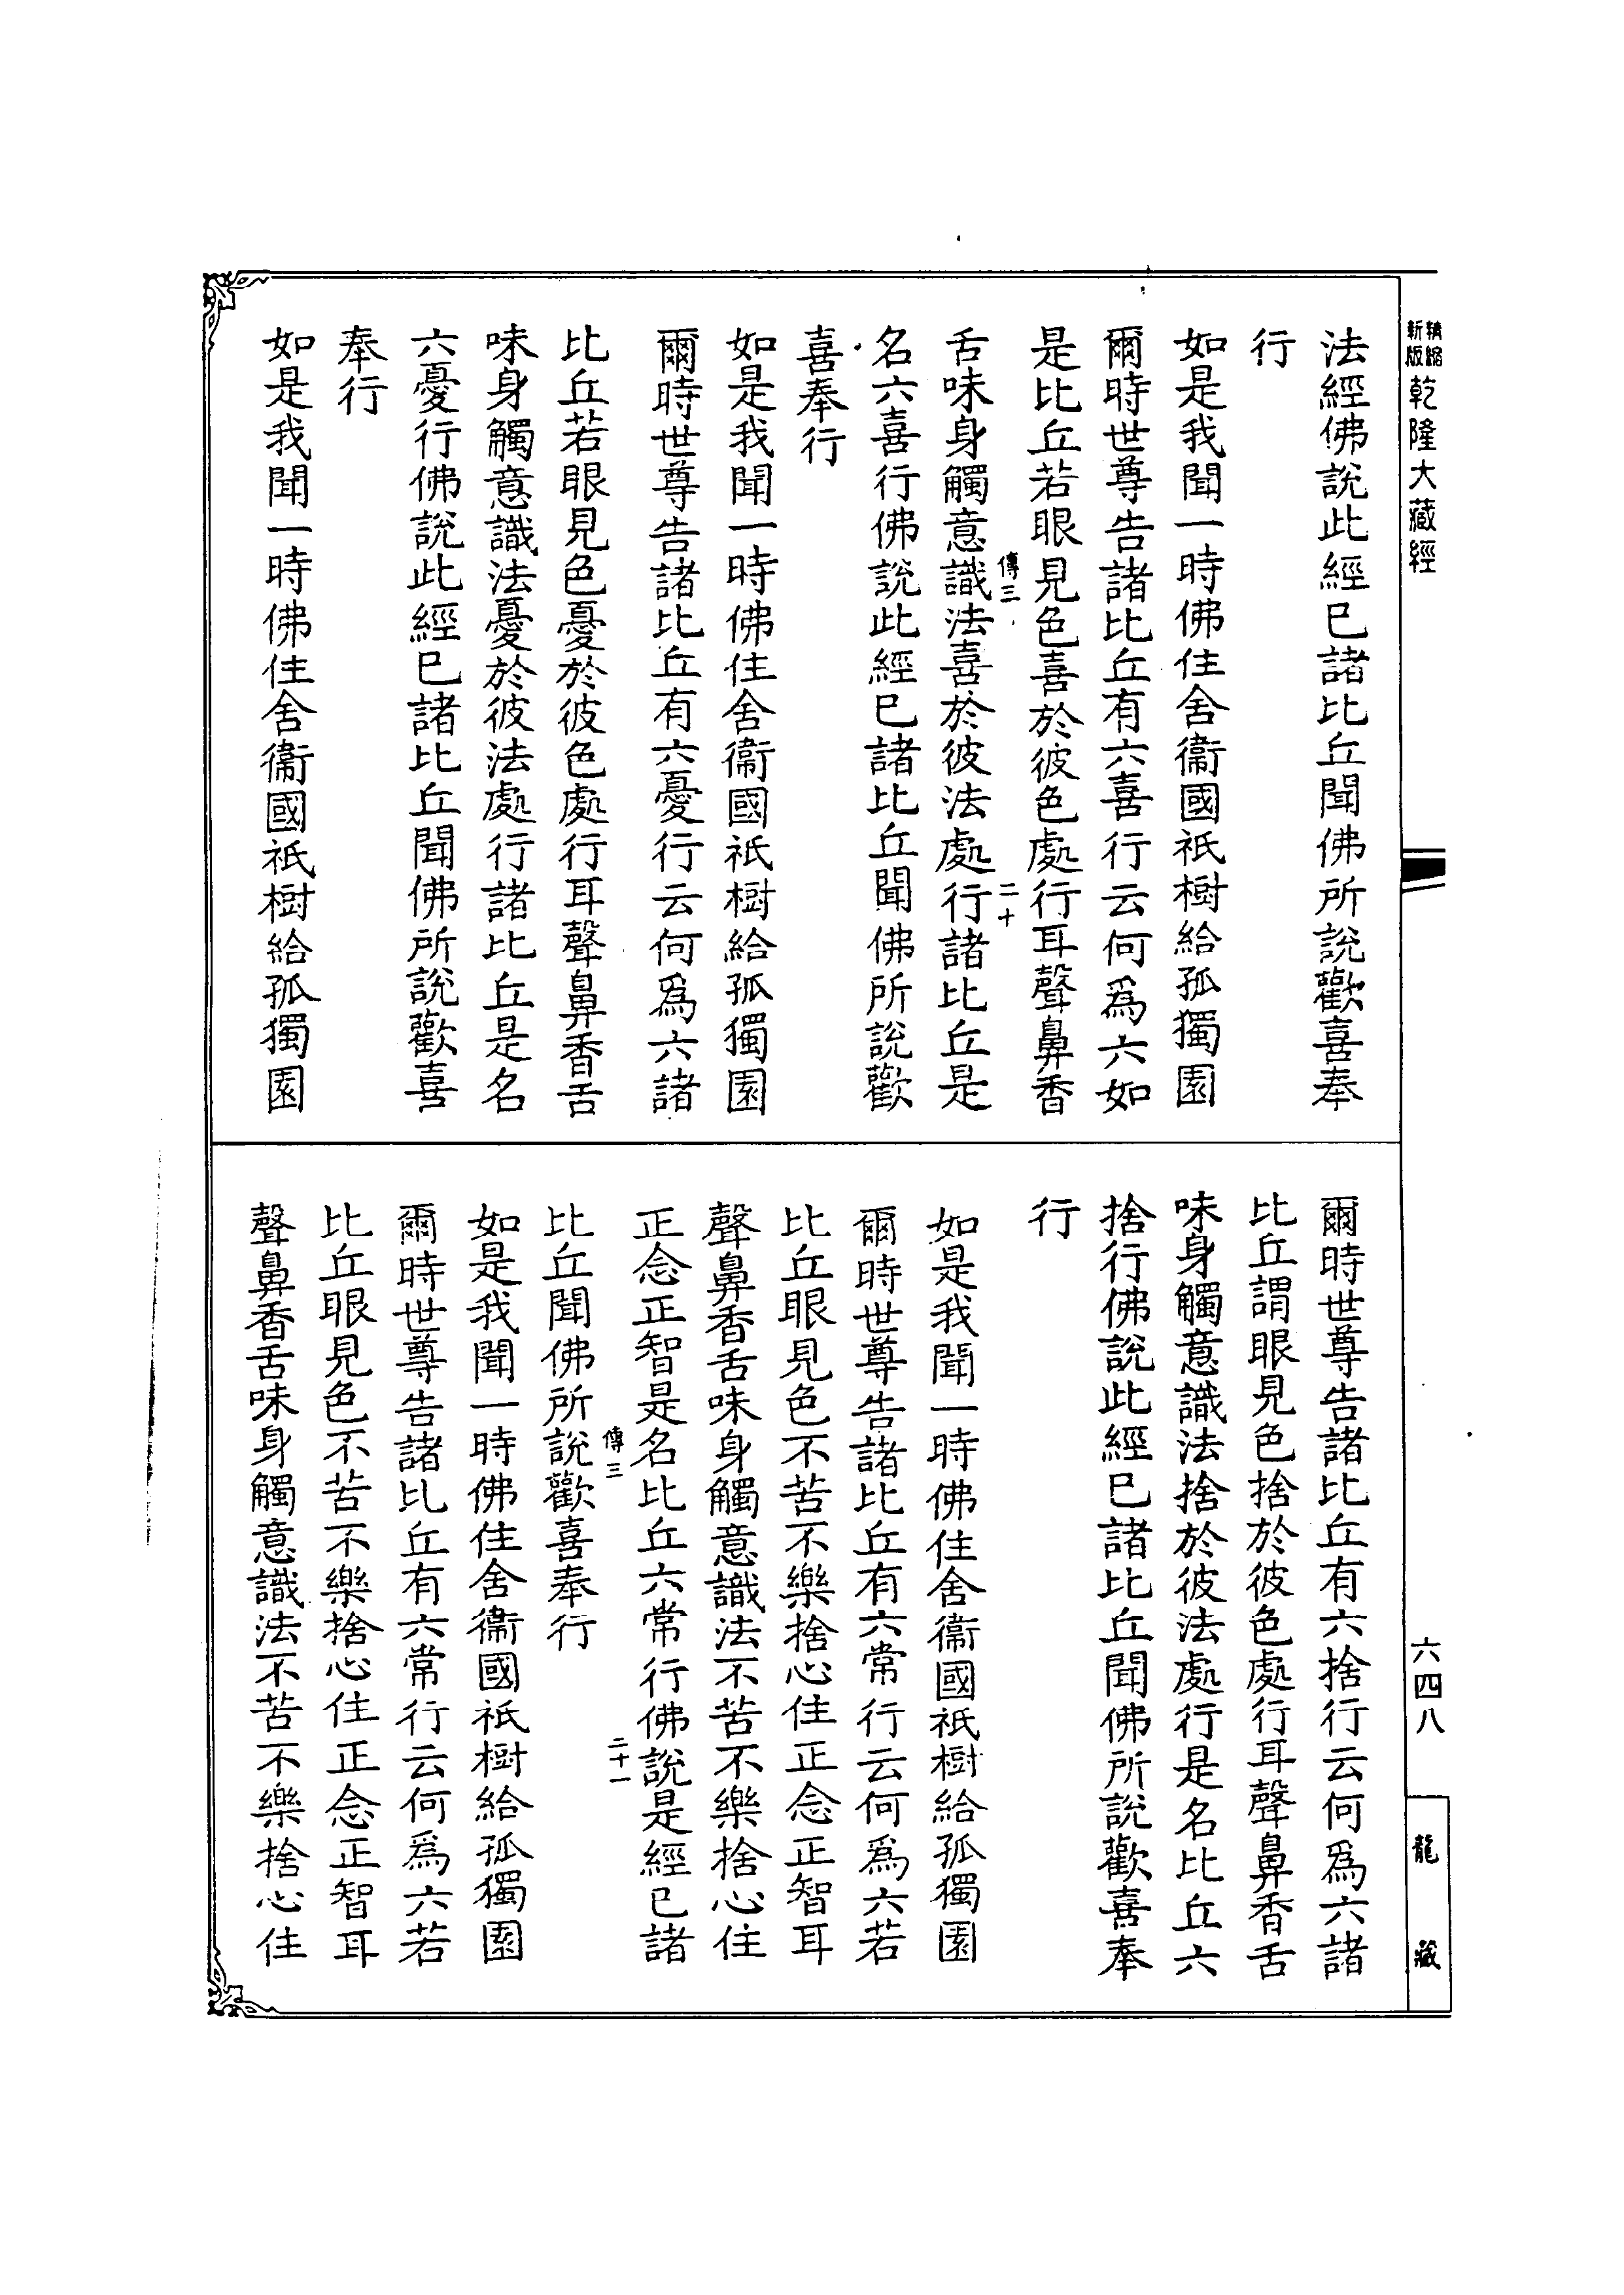 精縮
新版
乾隆大藏經
六四八
龍藏
法經佛說此經已諸比丘聞佛所說歡喜奉
行
如是我聞一時佛住舍衞國祇樹給孤獨園
爾時世尊告諸比丘有六喜行云何爲六如
是比丘若眼見色喜於彼色處行耳聲鼻香
傳三
二十
舌味身觸意識法喜於彼法處行諸比丘是
名六喜行佛說此經已諸比丘聞佛所說歡
喜奉行
如是我聞一時佛住舍衞國祇樹給孤獨園
爾時世尊告諸比丘有六憂行云何爲六諸
比丘若眼見色憂於彼色處行耳聲鼻香舌
味身觸意識法憂於彼法處行諸比丘是名
六憂行佛說此經已諸比丘聞佛所說歡喜
奉行
如是我聞一時佛住舍衞國祇樹給孤獨園
爾時世尊告諸比丘有六捨行云何爲六諸
比丘謂眼見色捨於彼色處行耳聲鼻香舌
味身觸意識法捨於彼法處行是名比丘六
捨行佛說此經已諸比丘聞佛所說歡喜奉
行
如是我聞一時佛住舍衞國祇樹給孤獨園
爾時世尊告諸比丘有六常行云何爲六若
比丘眼見色不苦不樂捨心住正念正智耳
聲鼻香舌味身觸意識法不苦不樂捨心住
正念正智是名比丘六常行佛說是經已諸
傳三
二十一
比丘聞佛所說歡喜奉行
如是我聞一時佛住舍衞國祇樹給孤獨園
爾時世尊告諸比丘有六常行云何爲六若
比丘眼見色不苦不樂捨心住正念正智耳
聲鼻香舌味身觸意識法不苦不樂捨心住